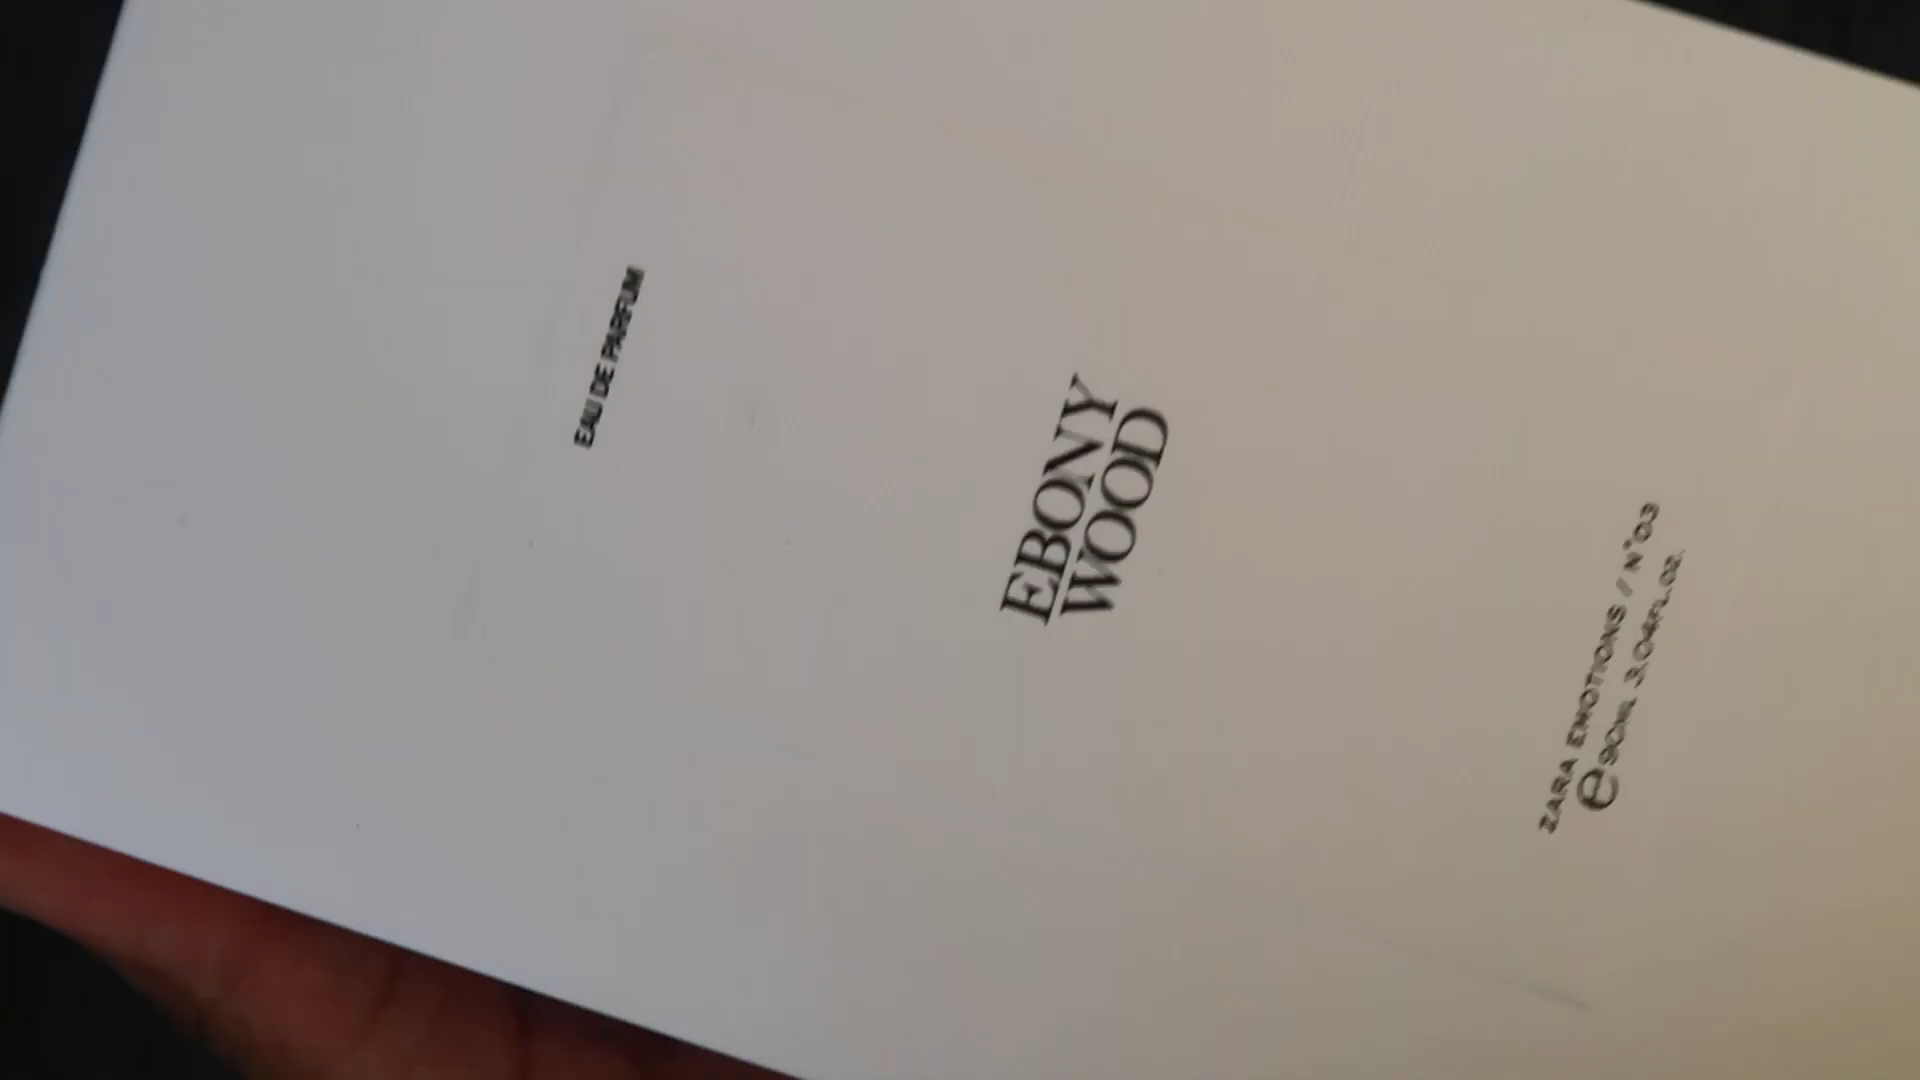 EAU DE PARFUM
EBONY
WOOD
ZARA EMOTIONS / N°03
e 90ML 3.04FL.OZ.